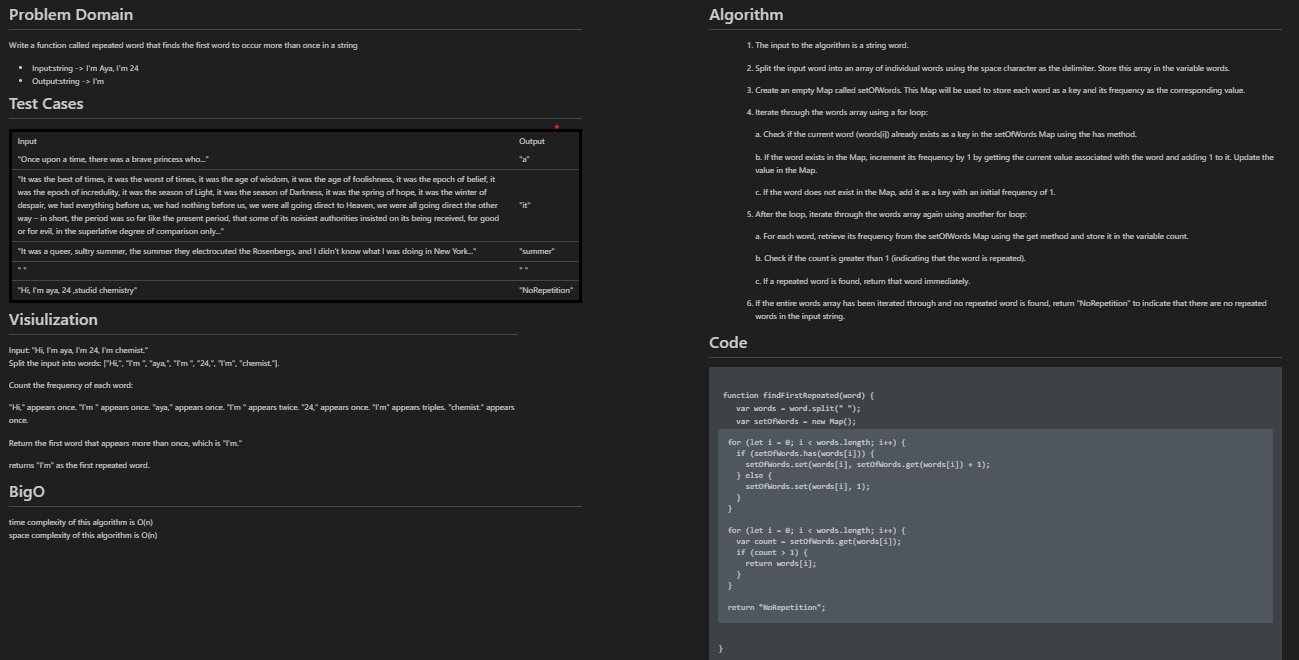 Problem Domain
Write a function called repeated word that finds the first word to occur more than once in a string
• Input:string -> I'm Aya, I'm 24
• Output:string -> I'm
Test Cases
Input Output
"Once upon a time, there was a brave princess who..." "a"
"It was the best of times, it was the worst of times, it was the age of wisdom, it was the age of foolishness, it was the epoch of belief, it
was the epoch of incredulity, it was the season of Light, it was the season of Darkness, it was the spring of hope, it was the winter of
despair, we had everything before us, we had nothing before us, we were all going direct to Heaven, we were all going direct the other "it"
way – in short, the period was so far like the present period, that some of its noisiest authorities insisted on its being received, for good
or for evil, in the superlative degree of comparison only..."
"It was a queer, sultry summer, the summer they electrocuted the Rosenbergs, and I didn't know what I was doing in New York..." "summer"
" " " "
"Hi, I'm aya, 24 ,studid chemistry" "NoRepetition"
Visiulization
Input: "Hi, I'm aya, I'm 24, I'm chemist."
Split the input into words: ["Hi,", "I'm ", "aya,", "I'm ", "24,", "I'm", "chemist."].
Count the frequency of each word:
"Hi," appears once. "I'm " appears once. "aya," appears once. "I'm " appears twice. "24," appears once. "I'm" appears triples. "chemist." appears
once.
Return the first word that appears more than once, which is "I'm."
returns "I'm" as the first repeated word.
BigO
time complexity of this algorithm is O(n)
space complexity of this algorithm is O(n)
Algorithm
1. The input to the algorithm is a string word.
2. Split the input word into an array of individual words using the space character as the delimiter. Store this array in the variable words.
3. Create an empty Map called setOfWords. This Map will be used to store each word as a key and its frequency as the corresponding value.
4. Iterate through the words array using a for loop:
a. Check if the current word (words[i]) already exists as a key in the setOfWords Map using the has method.
b. If the word exists in the Map, increment its frequency by 1 by getting the current value associated with the word and adding 1 to it. Update the
value in the Map.
c. If the word does not exist in the Map, add it as a key with an initial frequency of 1.
5. After the loop, iterate through the words array again using another for loop:
a. For each word, retrieve its frequency from the setOfWords Map using the get method and store it in the variable count.
b. Check if the count is greater than 1 (indicating that the word is repeated).
c. If a repeated word is found, return that word immediately.
6. If the entire words array has been iterated through and no repeated word is found, return "NoRepetition" to indicate that there are no repeated
words in the input string.
Code
function findFirstRepeated(word) {
var words = word.split(" ");
var setOfWords = new Map();
for (let i = 0; i < words.length; i++) {
if (setOfWords.has(words[i])) {
setOfWords.set(words[i], setOfWords.get(words[i]) + 1);
} else {
setOfWords.set(words[i], 1);
}
}
for (let i = 0; i < words.length; i++) {
var count = setOfWords.get(words[i]);
if (count > 1) {
return words[i];
}
}
return "NoRepetition";
}